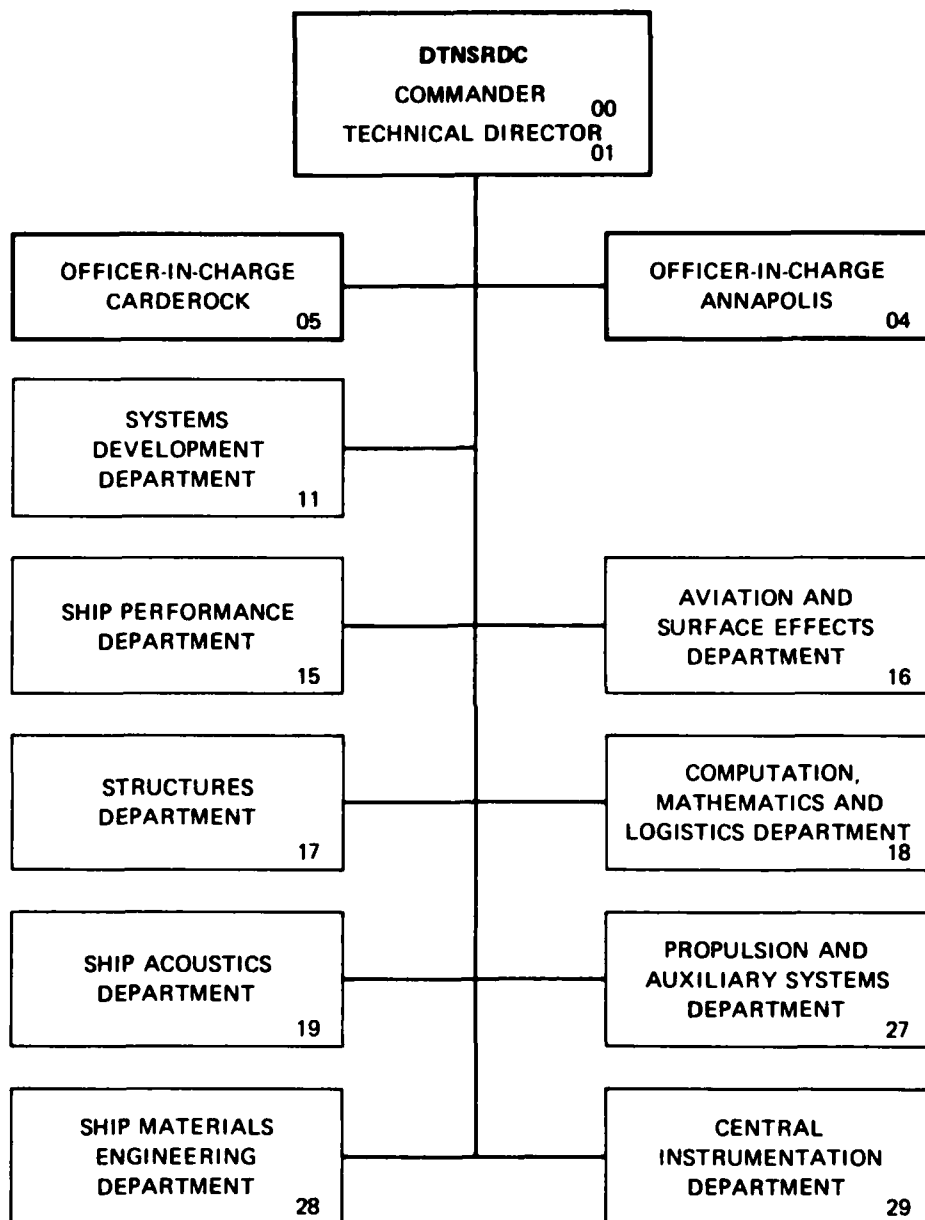 DTNSRDC
COMMANDER
00
TECHNICAL DIRECTOR
01
OFFICER-IN-CHARGE
CARDEROCK
05
OFFICER-IN-CHARGE
ANNAPOLIS
04
SYSTEMS
DEVELOPMENT
DEPARTMENT
11
SHIP PERFORMANCE
DEPARTMENT
15
AVIATION AND
SURFACE EFFECTS
DEPARTMENT
16
STRUCTURES
DEPARTMENT
17
COMPUTATION,
MATHEMATICS AND
LOGISTICS DEPARTMENT
18
SHIP ACOUSTICS
DEPARTMENT
19
PROPULSION AND
AUXILIARY SYSTEMS
DEPARTMENT
27
SHIP MATERIALS
ENGINEERING
DEPARTMENT
28
CENTRAL
INSTRUMENTATION
DEPARTMENT
29